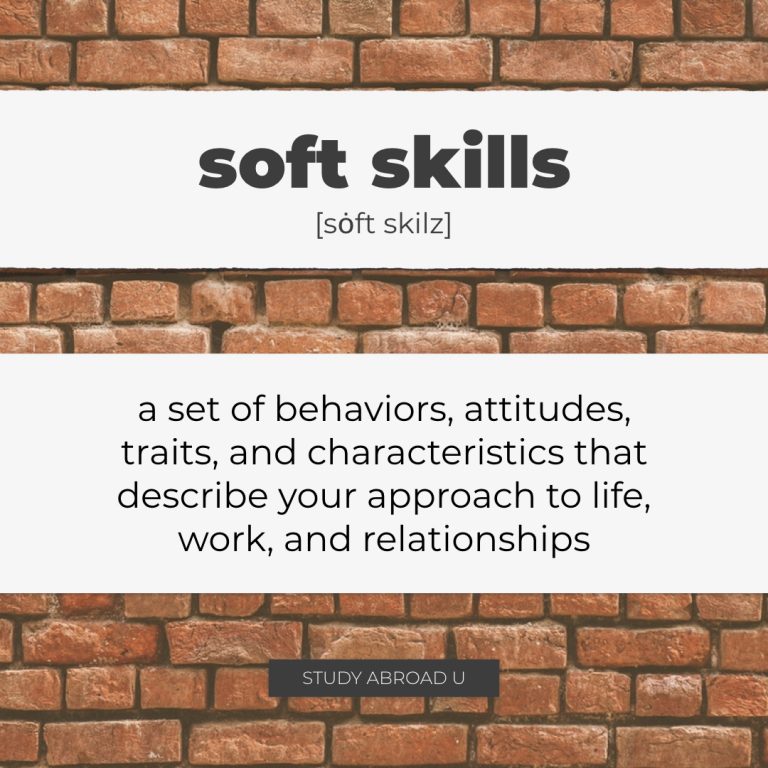 soft skills
[sȯft skilz]
a set of behaviors, attitudes,
traits, and characteristics that
describe your approach to life,
work, and relationships
STUDY ABROAD U